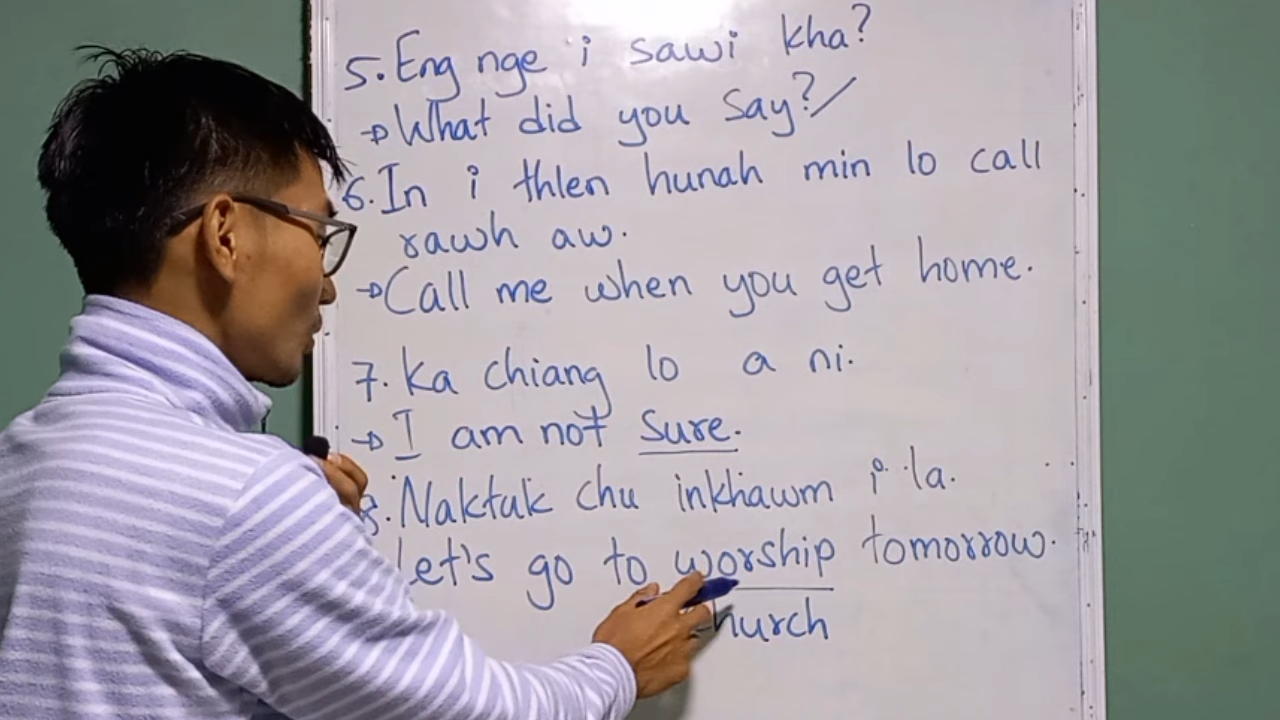 5. Eng nge i sawi kha?
→ What did you say?
6. In i thlen hunah min lo call
rawh aw.
→ Call me when you get home.
7. Ka chiang lo a ni.
→ I am not Sure.
8. Naktuk chu inkhawm i la.
Let's go to worship tomorrow.
church